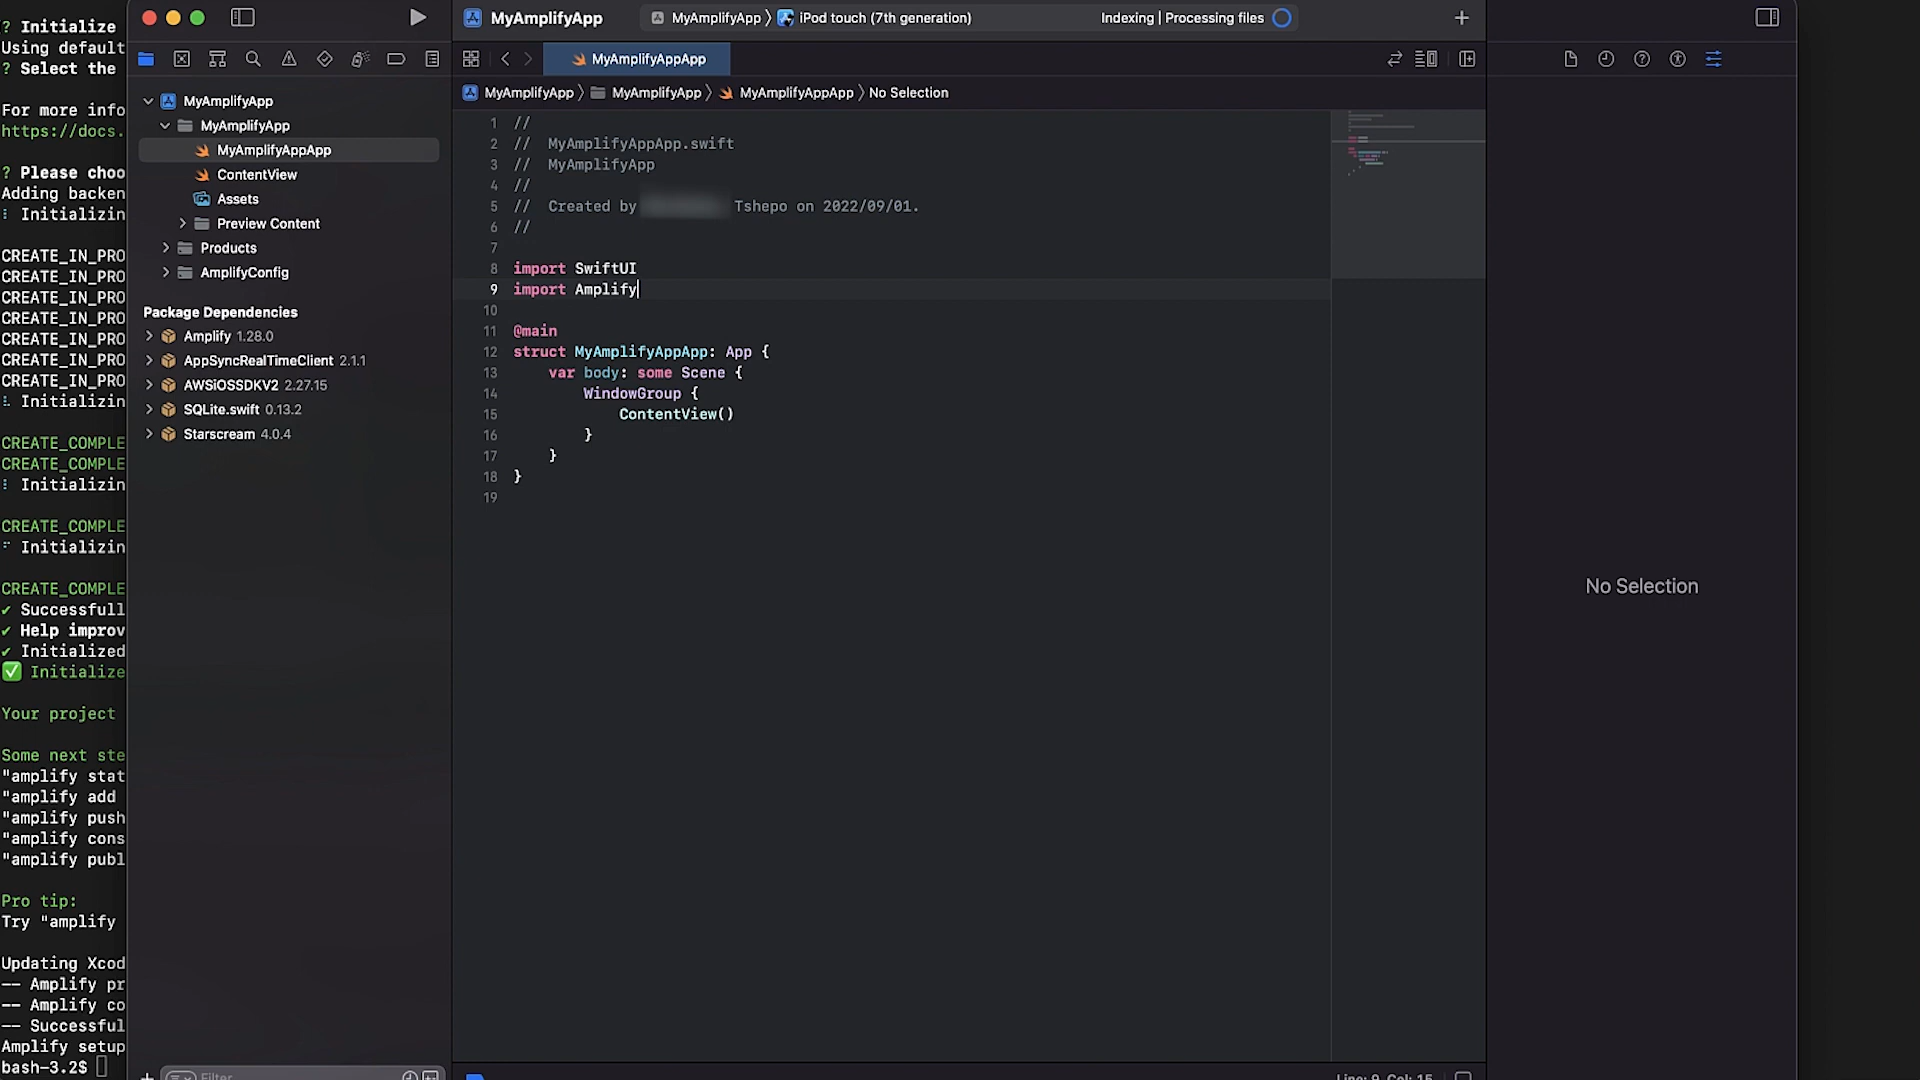 ? Initialize
Using default
? Select the
For more info
https://docs.
? Please choo
Adding backen
Initializin
CREATE_IN_PRO
CREATE_IN_PRO
CREATE_IN_PRO
CREATE_IN_PRO
CREATE_IN_PRO
CREATE_IN_PRO
CREATE_IN_PRO
Initializin
CREATE_COMPLE
CREATE_COMPLE
Initializin
CREATE_COMPLE
Initializin
CREATE_COMPLE
✔ Successfull
✔ Help improv
✔ Initialized
✅ Initialize
Your project
Some next ste
"amplify stat
"amplify add
"amplify push
"amplify cons
"amplify publ
Pro tip:
Try "amplify
Updating Xcod
-- Amplify pr
-- Amplify co
-- Successful
Amplify setup
bash-3.2$
MyAmplifyApp
MyAmplifyApp
MyAmplifyAppApp
ContentView
Assets
Preview Content
Products
AmplifyConfig
Package Dependencies
Amplify 1.28.0
AppSyncRealTimeClient 2.1.1
AWSiOSSDKV2 2.27.15
SQLite.swift 0.13.2
Starscream 4.0.4
Filter
MyAmplifyApp
MyAmplifyApp 〉 iPod touch (7th generation)
Indexing | Processing files
MyAmplifyAppApp
MyAmplifyApp 〉 MyAmplifyApp 〉 MyAmplifyAppApp 〉 No Selection
1 //
2 // MyAmplifyAppApp.swift
3 // MyAmplifyApp
4 //
5 // Created by Tshepo on 2022/09/01.
6 //
7
8 import SwiftUI
9 import Amplify
10
11 @main
12 struct MyAmplifyAppApp: App {
13 var body: some Scene {
14 WindowGroup {
15 ContentView()
16 }
17 }
18 }
19
Line: 9 Col: 15
No Selection